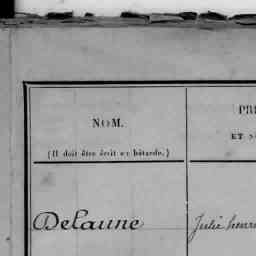 NOM.
(Il doit être écrit en bâtarde.)
PR
ET
Delaune
Julie